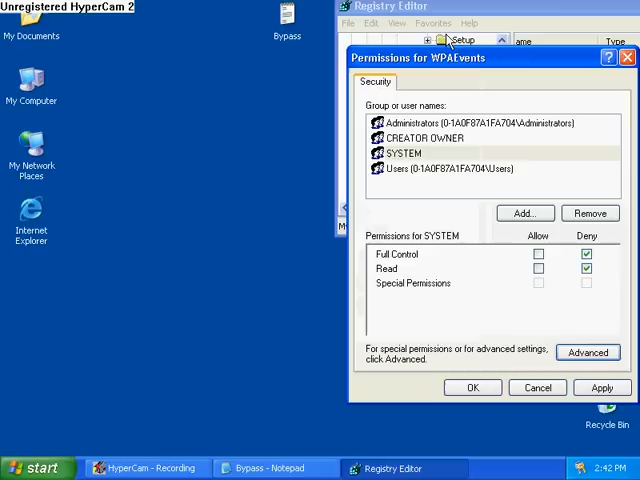 Unregistered HyperCam 2
Registry Editor
File Edit View Favorites Help
My Documents
Bypass
Setup
ame
Type
Permissions for WPAEvents
Security
Group or user names:
Administrators (0-1A0F87A1FA704\Administrators)
CREATOR OWNER
SYSTEM
Users (0-1A0F87A1FA704\Users)
My Computer
My Network
Places
Internet
Explorer
Add...
Remove
My
Permissions for SYSTEM
Allow
Deny
Full Control
Read
Special Permissions
For special permissions or for advanced settings,
click Advanced.
Advanced
OK
Cancel
Apply
Recycle Bin
start
HyperCam - Recording
Bypass - Notepad
Registry Editor
2:42 PM